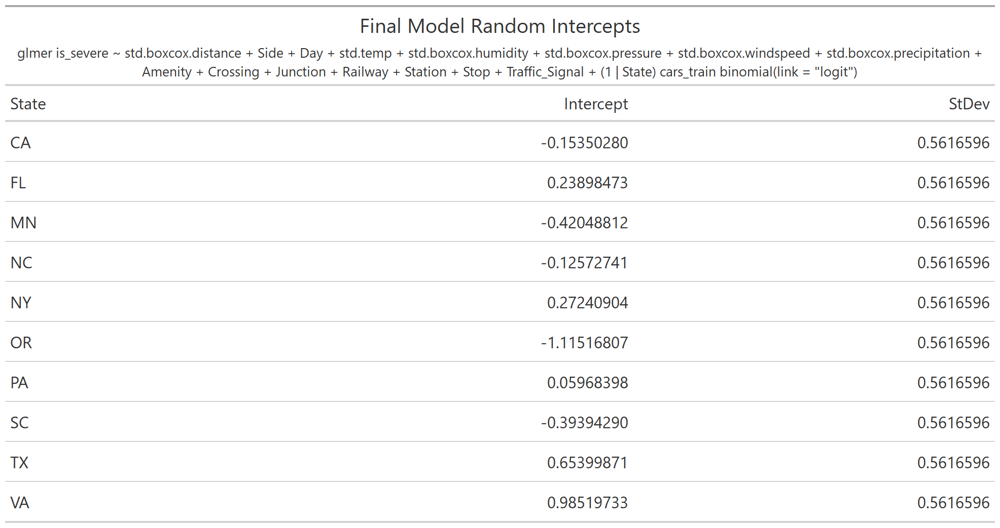 Final Model Random Intercepts
glmer is_severe ~ std.boxcox.distance + Side + Day + std.temp + std.boxcox.humidity + std.boxcox.pressure + std.boxcox.windspeed + std.boxcox.precipitation +
Amenity + Crossing + Junction + Railway + Station + Stop + Traffic_Signal + (1 | State) cars_train binomial(link = "logit")
State Intercept StDev
CA -0.15350280 0.5616596
FL 0.23898473 0.5616596
MN -0.42048812 0.5616596
NC -0.12572741 0.5616596
NY 0.27240904 0.5616596
OR -1.11516807 0.5616596
PA 0.05968398 0.5616596
SC -0.39394290 0.5616596
TX 0.65399871 0.5616596
VA 0.98519733 0.5616596